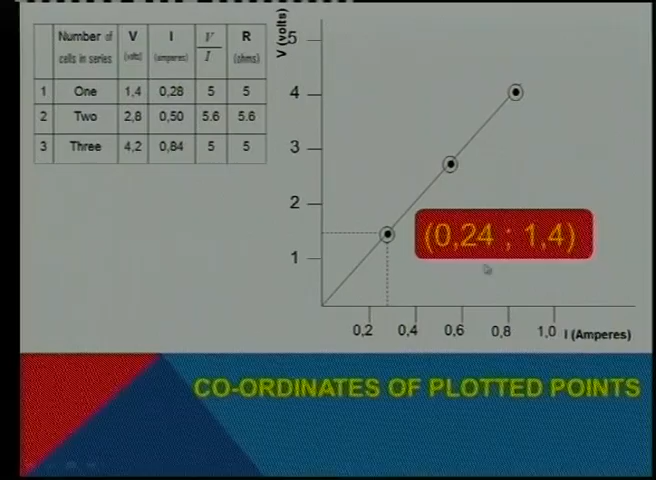 Number of cells in series V (volts) I (amperes) V/I R (ohms)
1 One 1,4 0,28 5 5
2 Two 2,8 0,50 5.6 5.6
3 Three 4,2 0,84 5 5
V (volts)
5
4
3
2
1
(0,24 ; 1,4)
0,2 0,4 0,6 0,8 1,0 I (Amperes)
CO-ORDINATES OF PLOTTED POINTS